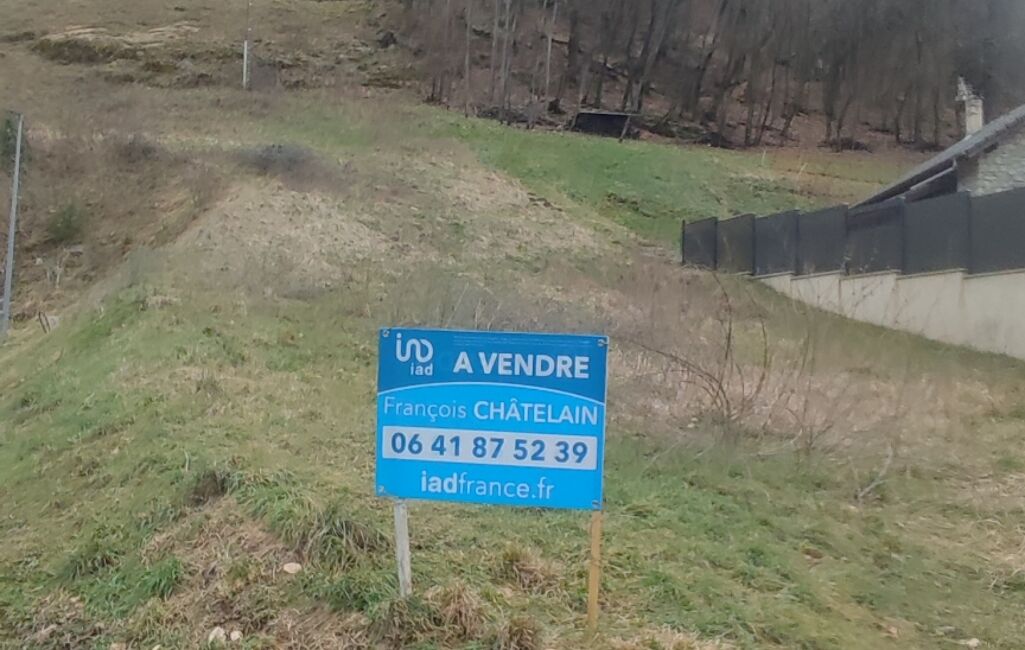 iad
A VENDRE
François CHÂTELAIN
06 41 87 52 39
iadfrance.fr